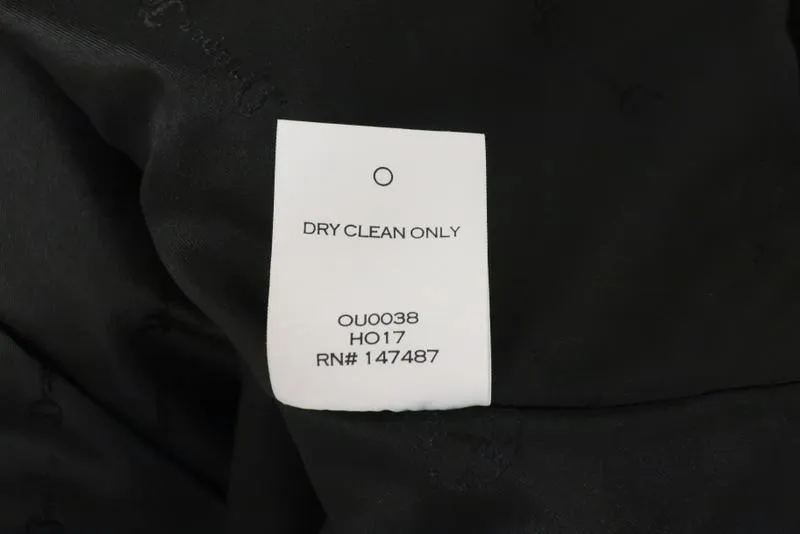 DRY CLEAN ONLY
OU0038
HO17
RN# 147487